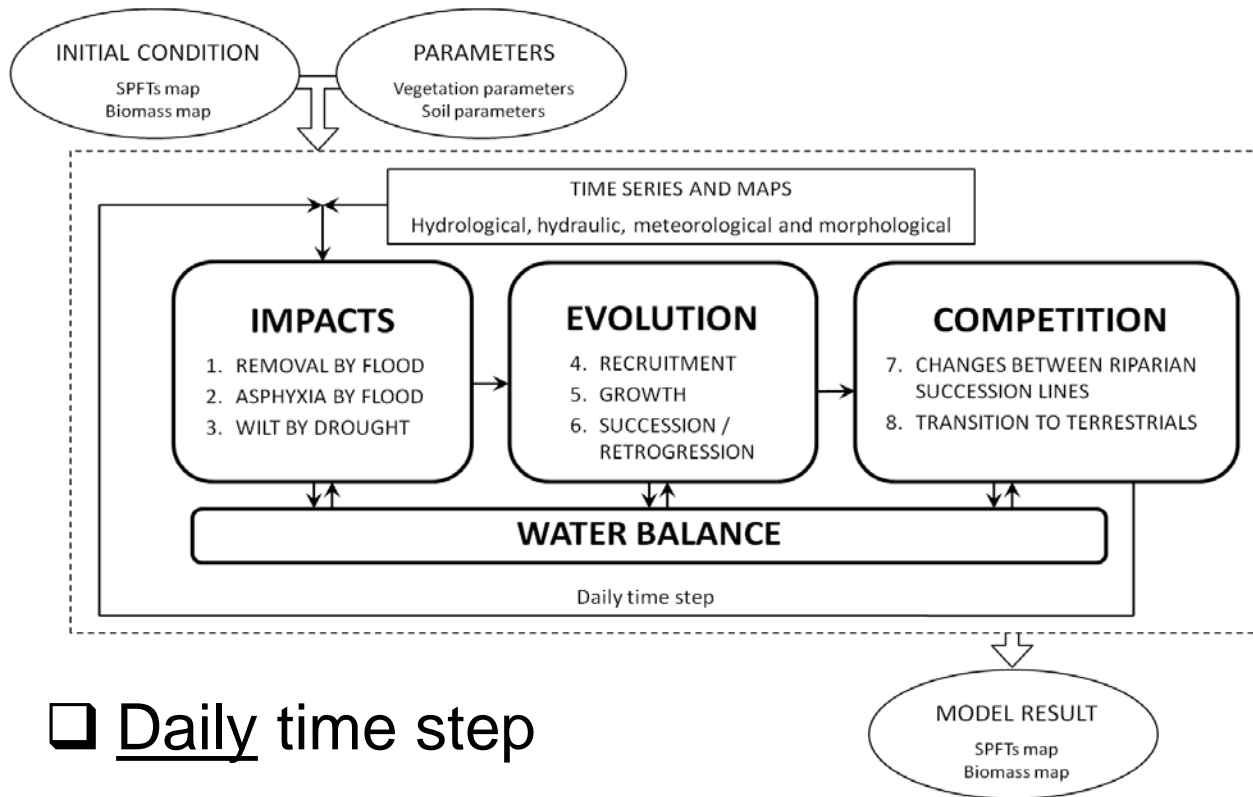 INITIAL CONDITION
SPFTs map
Biomass map
PARAMETERS
Vegetation parameters
Soil parameters
TIME SERIES AND MAPS
Hydrological, hydraulic, meteorological and morphological
IMPACTS
1. REMOVAL BY FLOOD
2. ASPHYXIA BY FLOOD
3. WILT BY DROUGHT
EVOLUTION
4. RECRUITMENT
5. GROWTH
6. SUCCESSION /
RETROGRESSION
COMPETITION
7. CHANGES BETWEEN RIPARIAN
SUCCESSION LINES
8. TRANSITION TO TERRESTRIALS
WATER BALANCE
Daily time step
MODEL RESULT
SPFTs map
Biomass map
❑ Daily time step